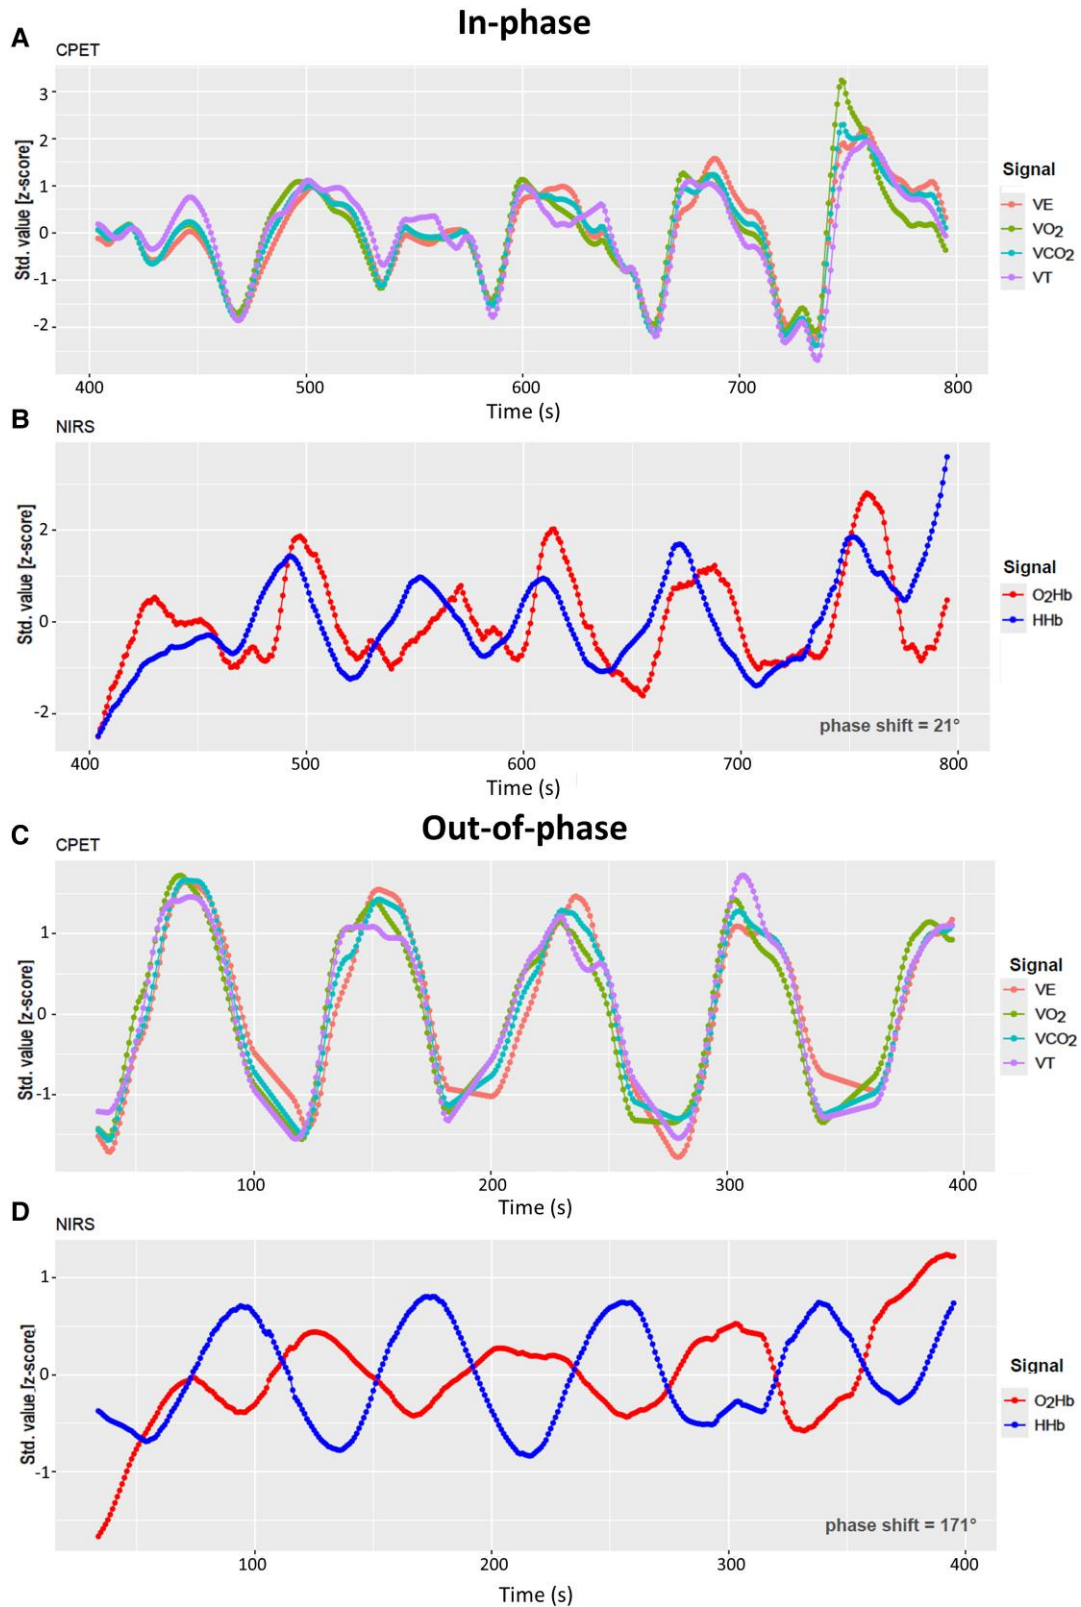 In-phase
A
CPET
Std. value [z-score]
3
2
1
0
-1
-2
400
500
600
700
800
Time (s)
Signal
VE
VO2
VCO2
VT
B
NIRS
Std. value [z-score]
2
0
-2
400
500
600
700
800
Time (s)
phase shift = 21°
Signal
O2Hb
HHb
Out-of-phase
C
CPET
Std. value [z-score]
1
0
-1
100
200
300
400
Time (s)
Signal
VE
VO2
VCO2
VT
D
NIRS
Std. value [z-score]
1
0
-1
100
200
300
400
Time (s)
phase shift = 171°
Signal
O2Hb
HHb